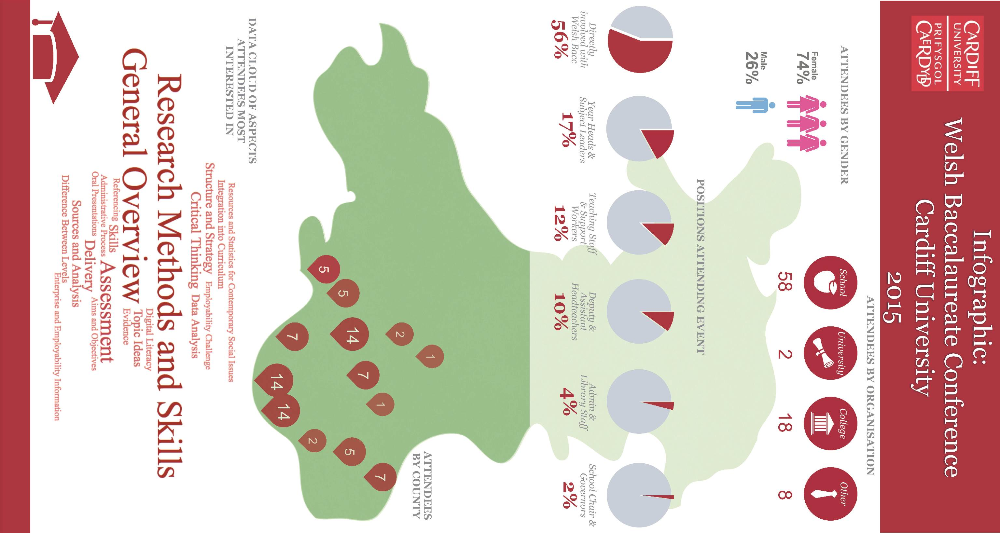 CARDIFF
UNIVERSITY
PRIFYSGOL
CAERDYDD
Infographic:
Welsh Baccalaureate Conference
Cardiff University
2015
ATTENDEES BY GENDER
Female
74%
Male
26%
ATTENDEES BY ORGANISATION
School
University
College
Other
58
2
18
8
POSITIONS ATTENDING EVENT
Directly
involved with
Welsh Bacc
56%
Year Heads &
Subject Leaders
17%
Teaching Staff
& Support
Workers
12%
Deputy &
Assistant
Headteachers
10%
Admin &
Library Staff
4%
School Chair &
Governors
2%
ATTENDEES
BY COUNTY
1
2
7
1
7
5
14
5
5
2
7
14
14
DATA CLOUD OF ASPECTS
ATTENDEES MOST
INTERESTED IN
Resources and Statistics for Contemporary Social Issues
Integration into Curriculum
Structure and Strategy Employability Challenge
Critical Thinking Data Analysis
Research Methods and Skills
Digital Literacy
General Overview Topic Ideas
Evidence
Referencing Skills
Administrative Process Assessment
Oral Presentations Delivery Aims and Objectives
Sources and Analysis
Difference Between Levels
Enterprise and Employability Information